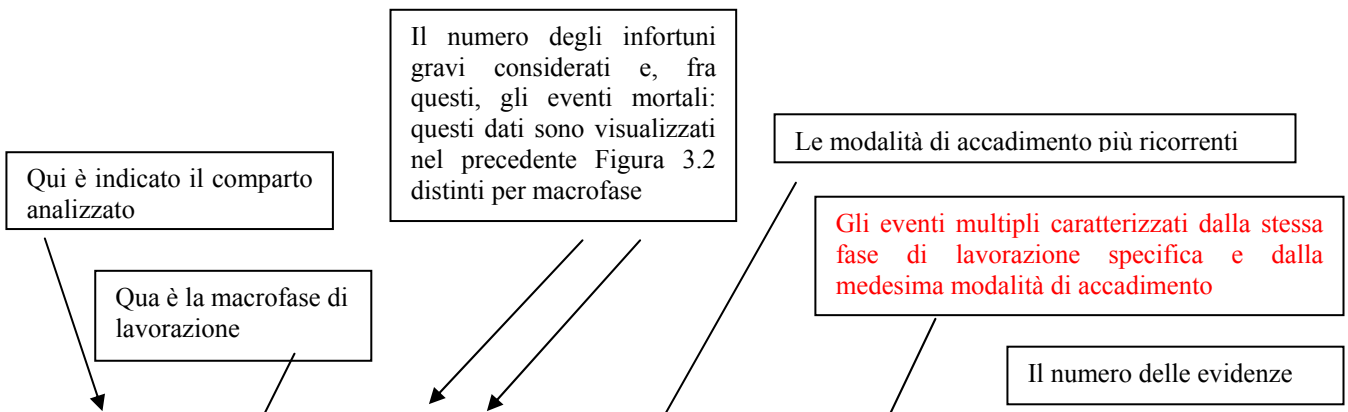 Il numero degli infortuni
gravi considerati e, fra
questi, gli eventi mortali:
questi dati sono visualizzati
nel precedente Figura 3.2
distinti per macrofase
Le modalità di accadimento più ricorrenti
Qui è indicato il comparto
analizzato
Gli eventi multipli caratterizzati dalla stessa
fase di lavorazione specifica e dalla
medesima modalità di accadimento
Qua è la macrofase di
lavorazione
Il numero delle evidenze